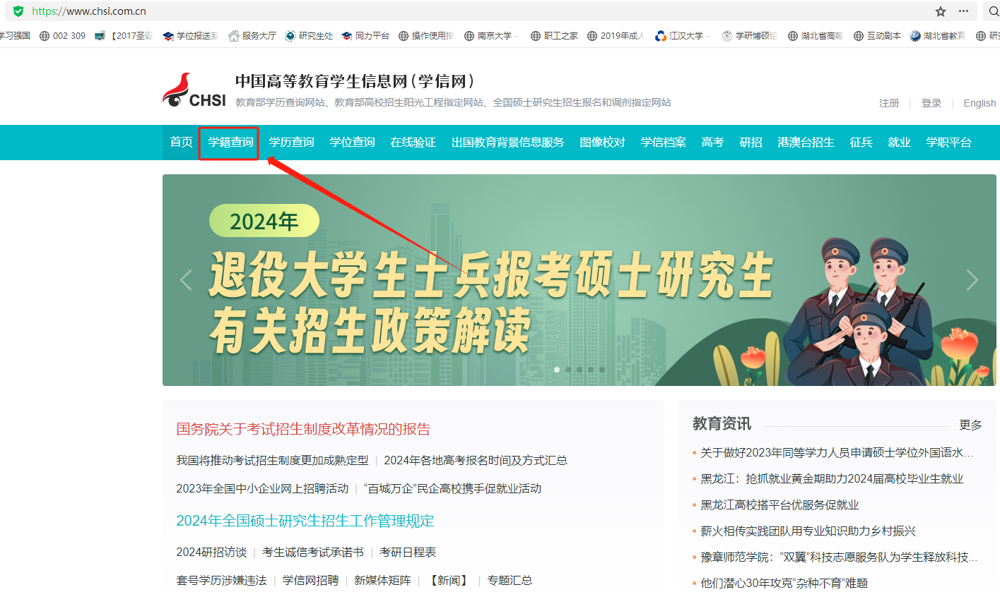 https://www.chsi.com.cn
学习强国 002 309 【2017圣诞 学位报送系 服务大厅 研究生处 同力平台 操作使用指 南京大学 - 职工之家 2019年成人 江汉大学 - 学研博硕论 湖北省高等 互动剧本 湖北省教育
CHSI
中国高等教育学生信息网(学信网)
教育部学历查询网站、教育部高校招生阳光工程指定网站、全国硕士研究生招生报名和调剂指定网站
注册 | 登录 | English
首页 学籍查询 学历查询 学位查询 在线验证 出国教育背景信息服务 图像校对 学信档案 高考 研招 港澳台招生 征兵 就业 学职平台
2024年
退役大学生士兵报考硕士研究生
有关招生政策解读
国务院关于考试招生制度改革情况的报告
我国将推动考试招生制度更加成熟定型 | 2024年各地高考报名时间及方式汇总
2023年全国中小企业网上招聘活动 | “百城万企”民企高校携手促就业活动
2024年全国硕士研究生招生工作管理规定
2024研招访谈 | 考生诚信考试承诺书 | 考研日程表
套号学历涉嫌违法 | 学信网招聘 | 新媒体矩阵 | 【新闻】 | 专题汇总
教育资讯 更多
关于做好2023年同等学力人员申请硕士学位外国语水...
黑龙江：抢抓就业黄金期助力2024届高校毕业生就业
黑龙江高校搭平台优服务促就业
薪火相传实践团队用专业知识助力乡村振兴
豫章师范学院：“双翼”科技志愿服务队为学生释放科技...
他们潜心30年攻克“杂种不育”难题